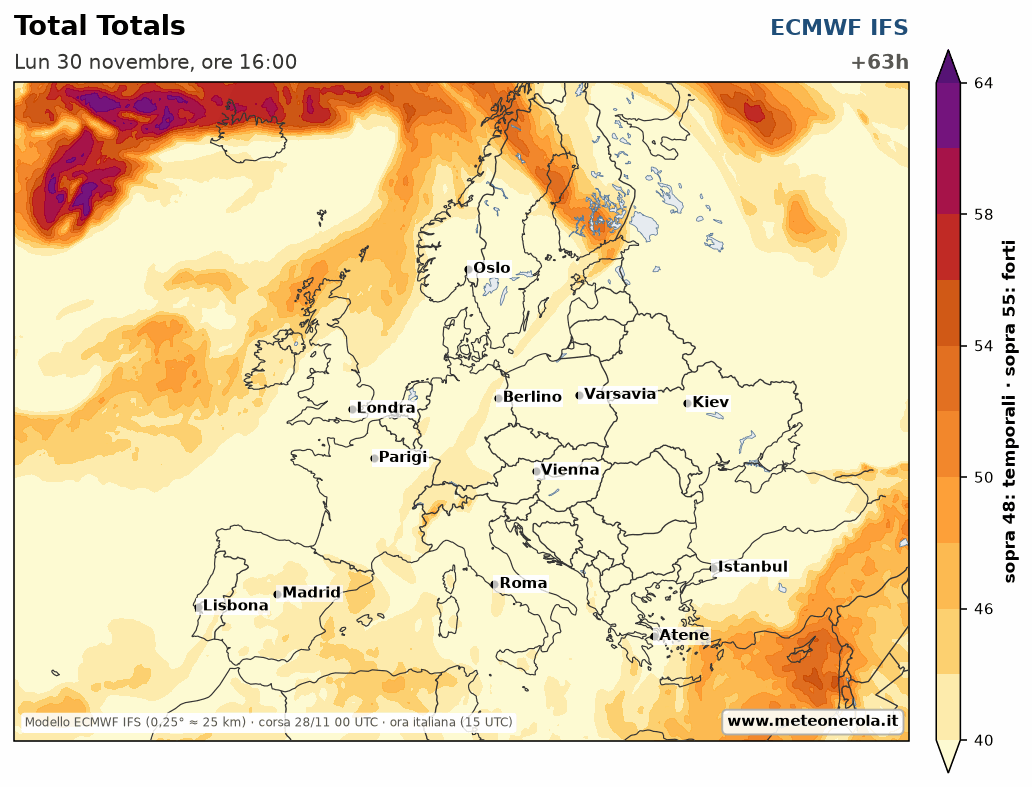 Total Totals
ECMWF IFS
Lun 30 novembre, ore 16:00
+63h
64
58
54
50
46
40
sopra 48: temporali · sopra 55: forti
Oslo
Berlino
Varsavia
Kiev
Londra
Parigi
Vienna
Istanbul
Roma
Madrid
Lisbona
Atene
Modello ECMWF IFS (0,25° ≈ 25 km) · corsa 28/11 00 UTC · ora italiana (15 UTC)
www.meteonerola.it